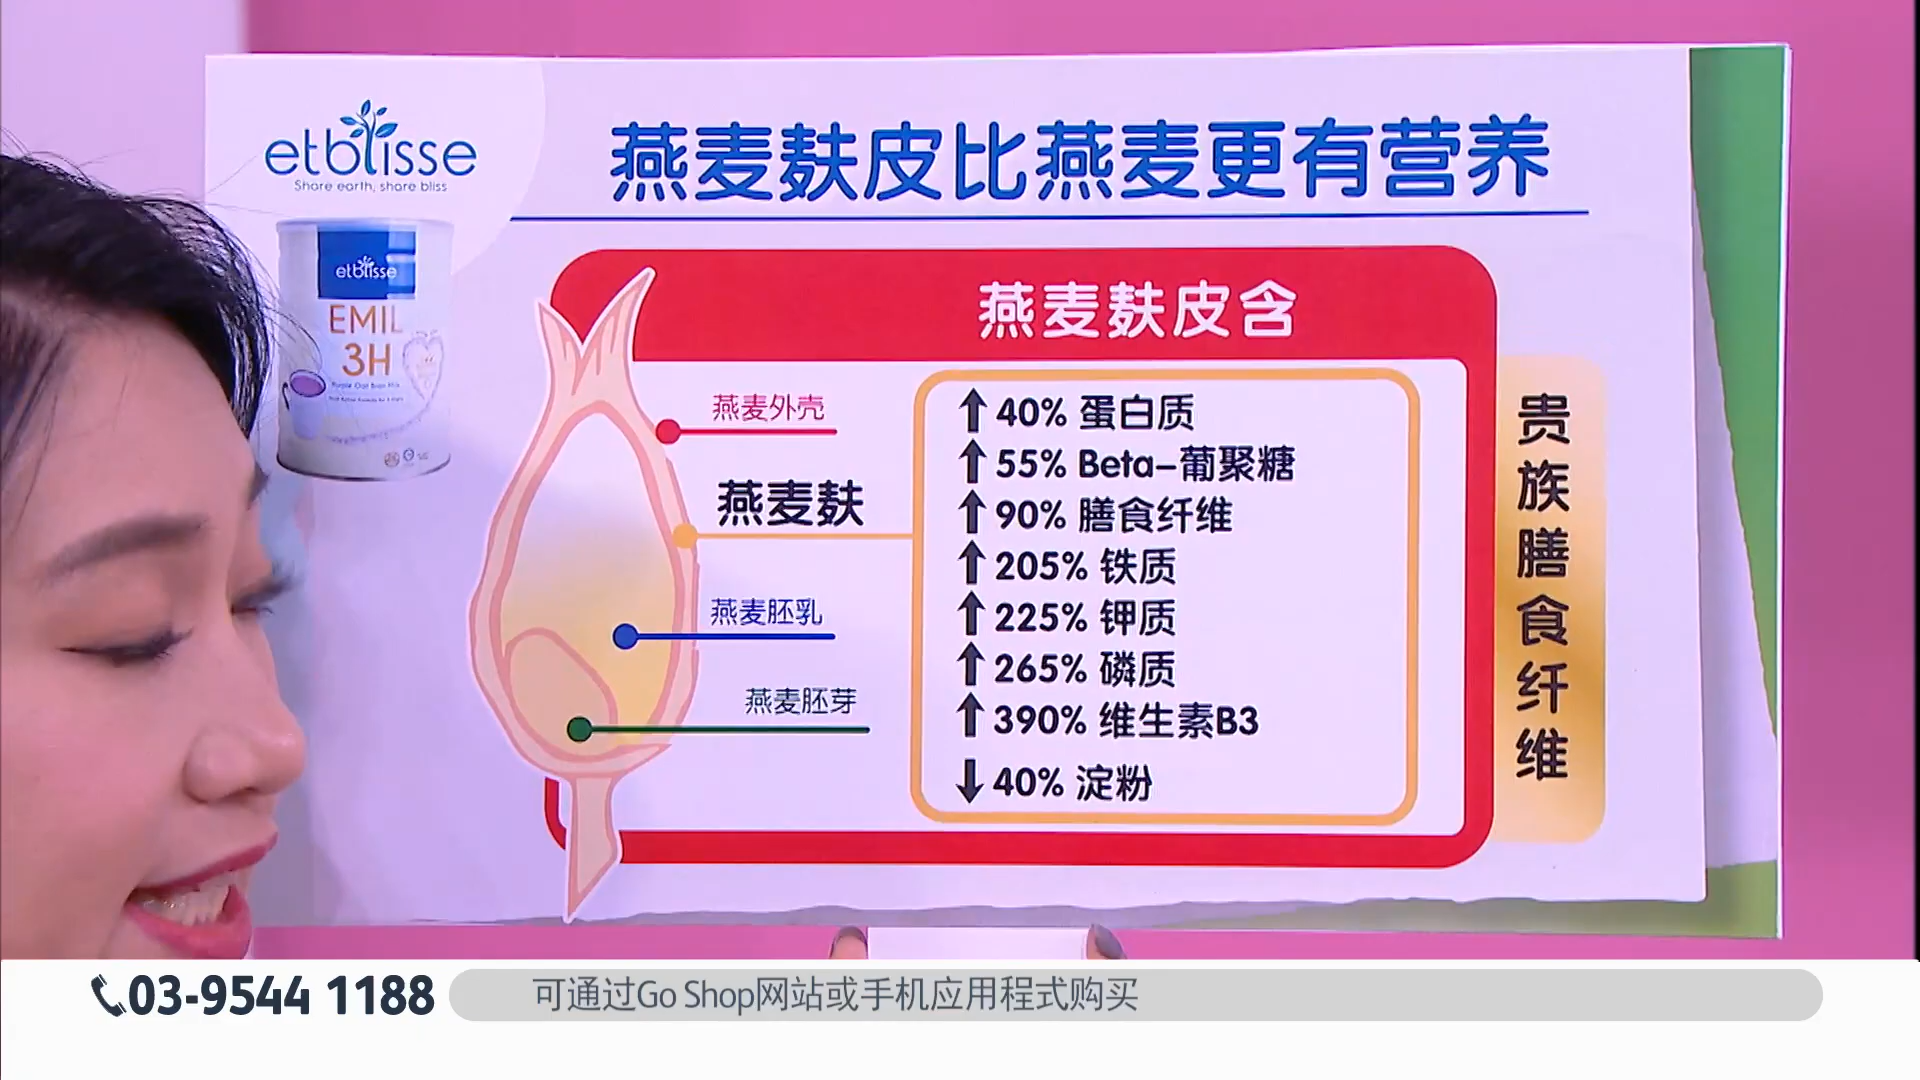 etblisse
Share earth, share bliss
燕麦麸皮比燕麦更有营养
etblisse
EMIL
3H
Purple Oat Bran Mix
燕麦麸皮含
燕麦外壳
燕麦麸
燕麦胚乳
燕麦胚芽
↑ 40% 蛋白质
↑ 55% Beta-葡聚糖
↑ 90% 膳食纤维
↑ 205% 铁质
↑ 225% 钾质
↑ 265% 磷质
↑ 390% 维生素B3
↓ 40% 淀粉
贵族膳食纤维
03-9544 1188
可通过Go Shop网站或手机应用程式购买